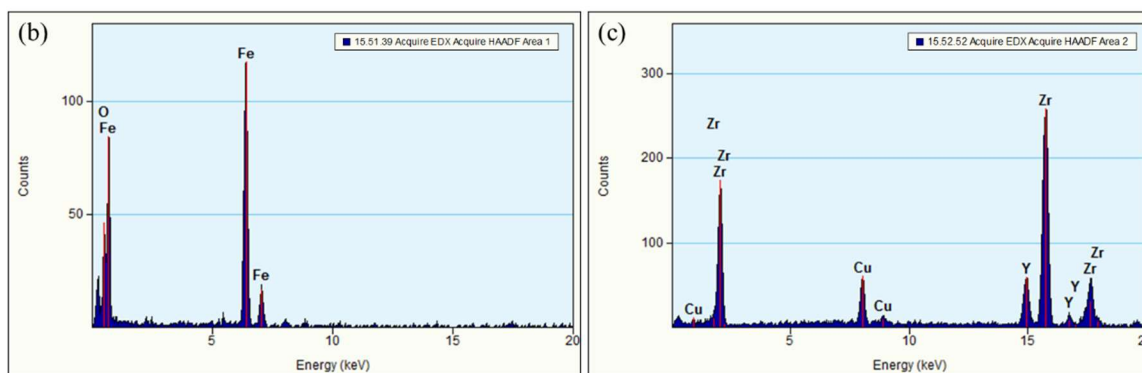 (b)
15.51.39 Acquire EDX Acquire HAADF Area 1
Fe
O
Fe
Fe
100
50
Counts
5
10
15
20
Energy (keV)
(c)
15.52.52 Acquire EDX Acquire HAADF Area 2
300
200
100
Counts
Zr
Zr
Zr
Zr
Cu
Cu
Cu
Y
Y
Y
Zr
Zr
5
10
15
2
Energy (keV)